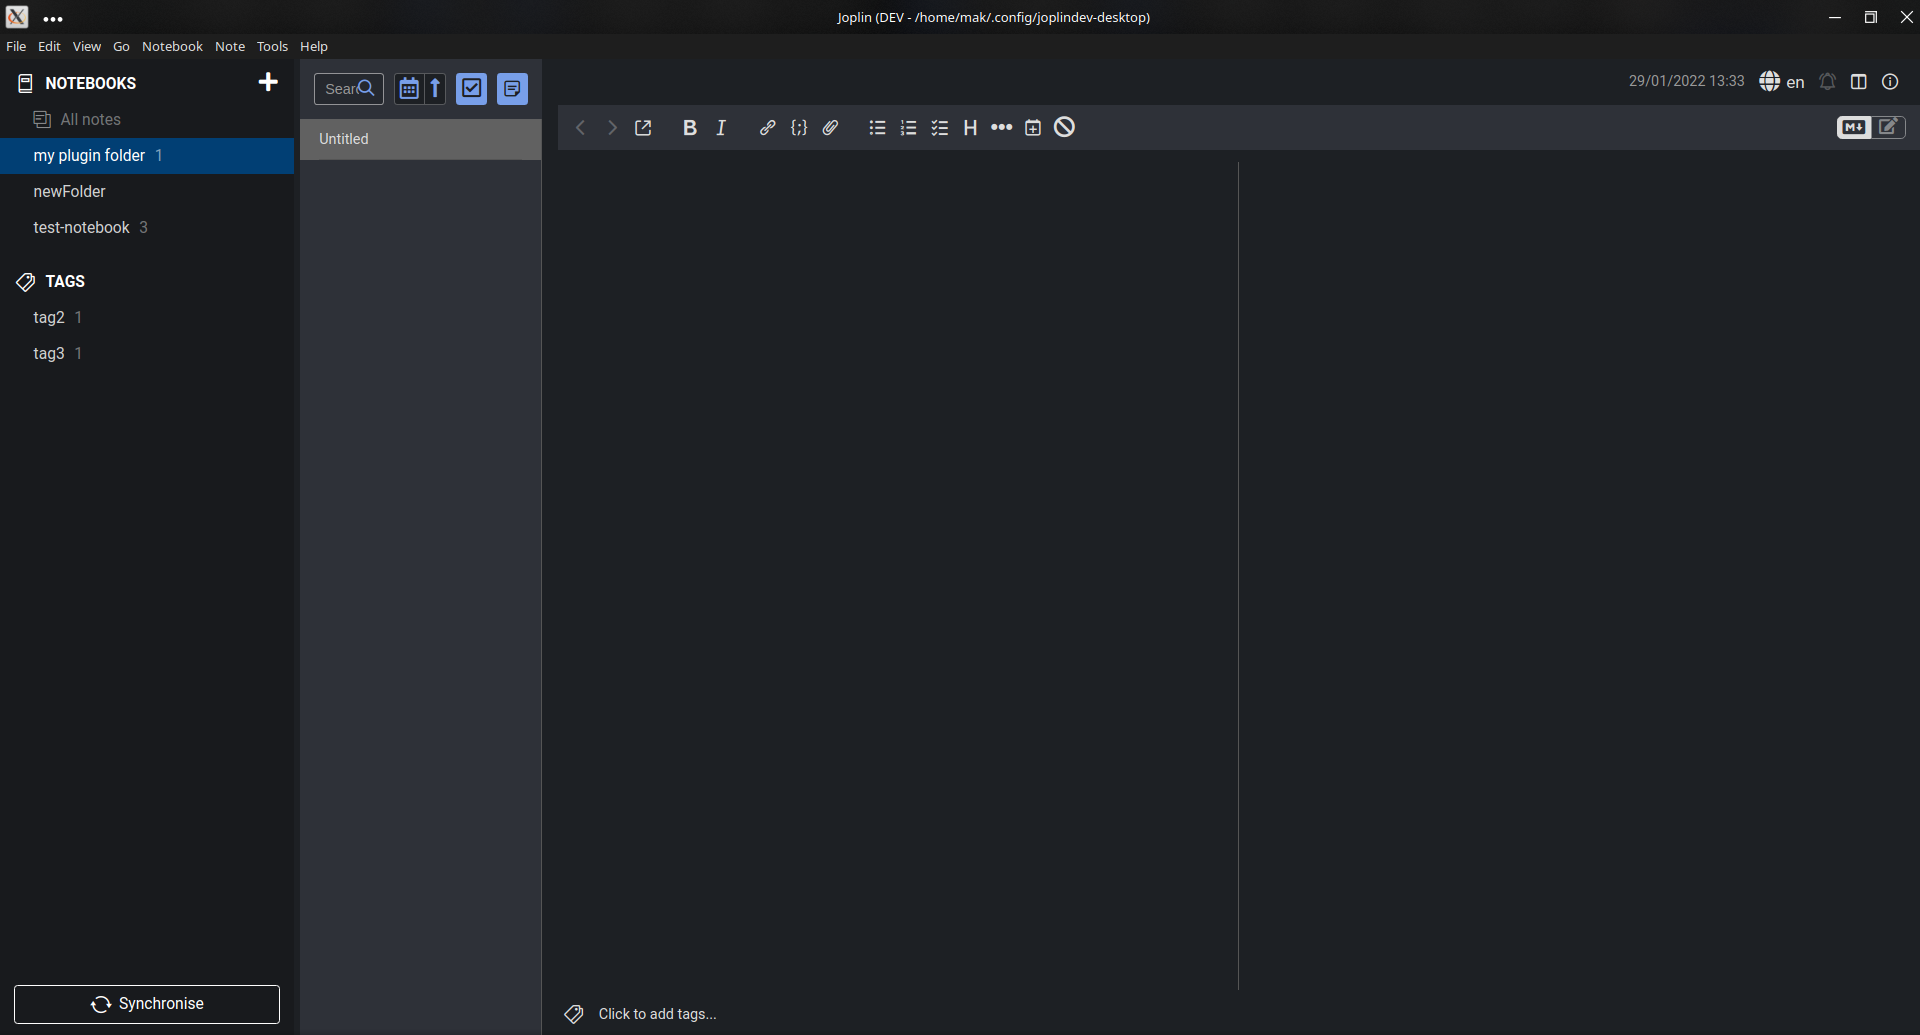 Joplin (DEV - /home/mak/.config/joplindev-desktop)
File Edit View Go Notebook Note Tools Help
NOTEBOOKS
All notes
my plugin folder 1
newFolder
test-notebook 3
TAGS
tag2 1
tag3 1
Synchronise
Sear
Untitled
29/01/2022 13:33 en
B I {;} H
M↓
Click to add tags...